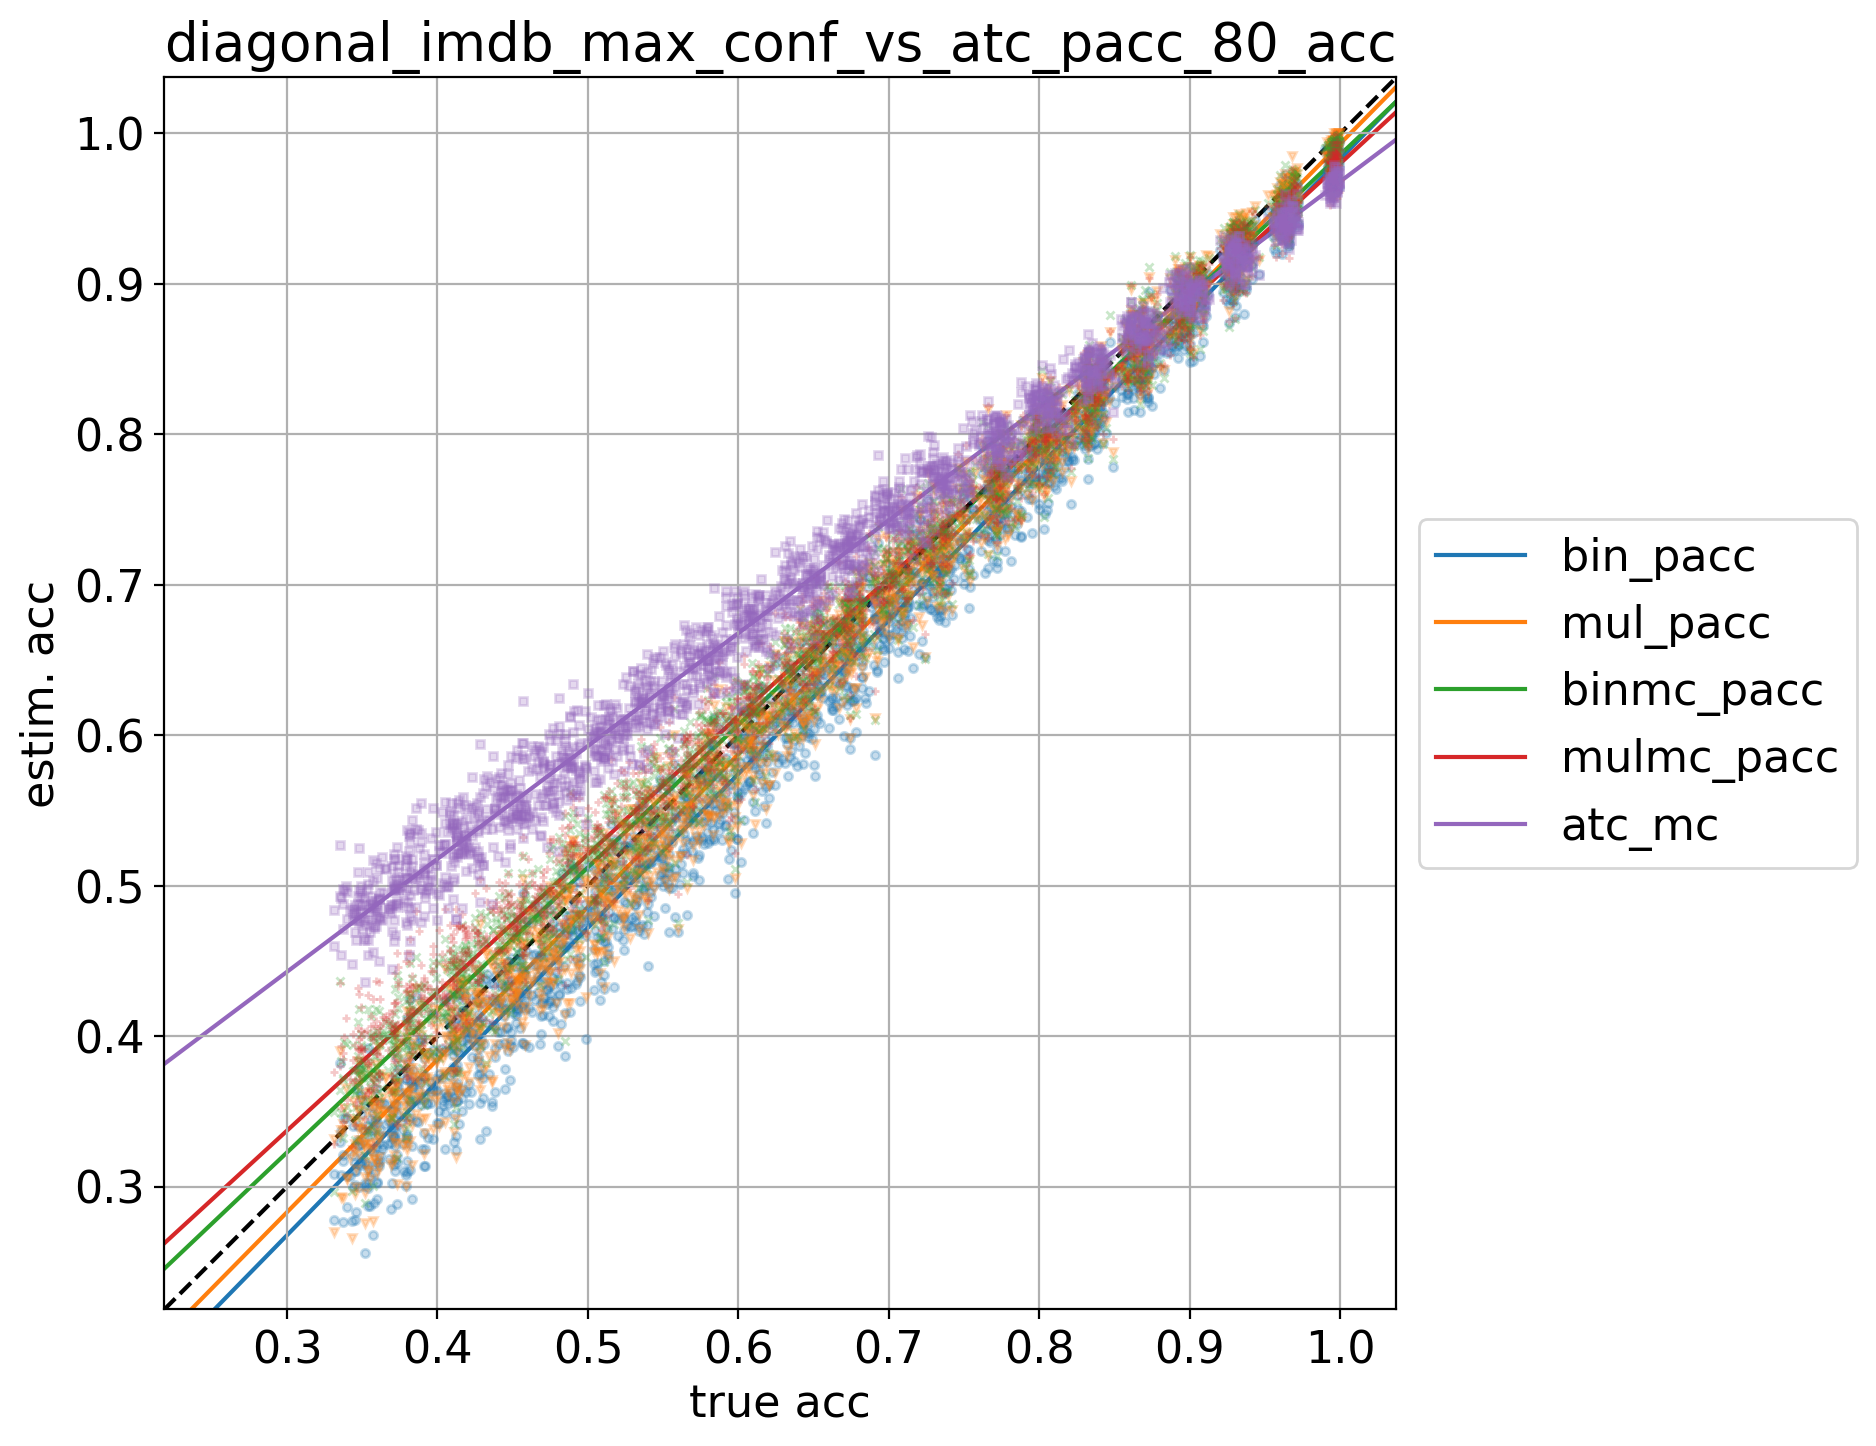 diagonal_imdb_max_conf_vs_atc_pacc_80_acc
1.0
0.9
0.8
0.7
0.6
0.5
0.4
0.3
estim. acc
0.3 0.4 0.5 0.6 0.7 0.8 0.9 1.0
true acc
bin_pacc
mul_pacc
binmc_pacc
mulmc_pacc
atc_mc